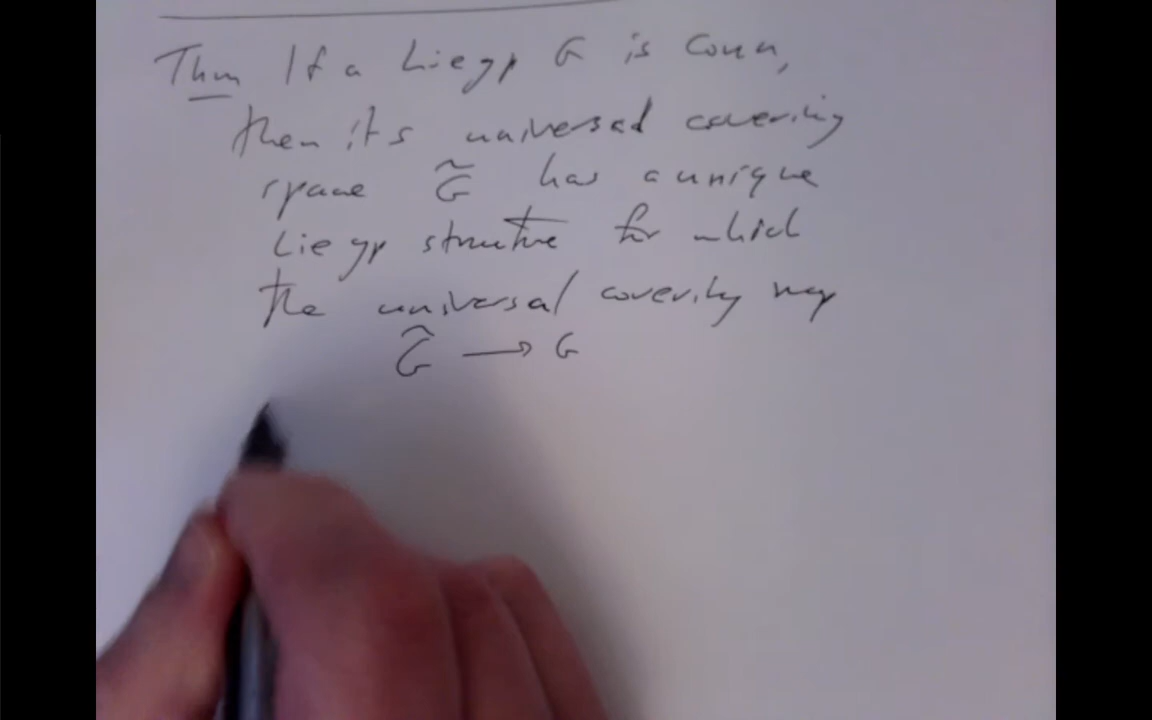 Thm If a Lie gp G is conn,
then its universal covering
space G̃ has a unique
Lie gp structure for which
the universal covering map
G̃ → G